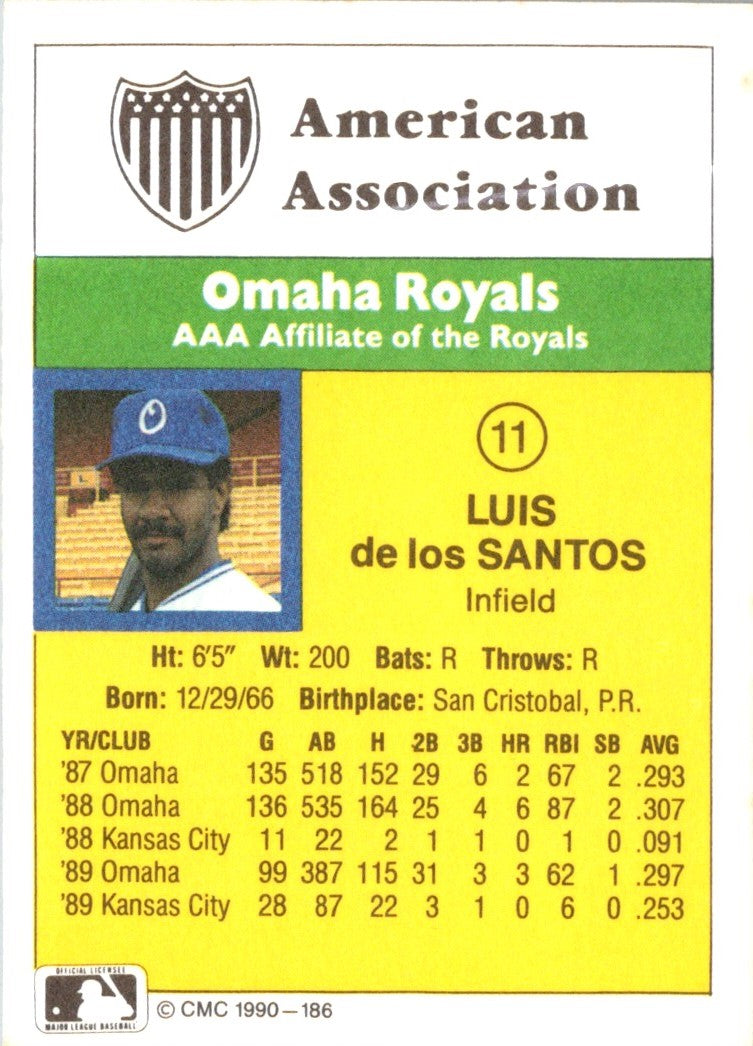 American
Association
Omaha Royals
AAA Affiliate of the Royals
O
11
LUIS
de los SANTOS
Infield
Ht: 6'5" Wt: 200 Bats: R Throws: R
Born: 12/29/66 Birthplace: San Cristobal, P.R.
YR/CLUB G AB H 2B 3B HR RBI SB AVG
'87 Omaha 135 518 152 29 6 2 67 2 .293
'88 Omaha 136 535 164 25 4 6 87 2 .307
'88 Kansas City 11 22 2 1 1 0 1 0 .091
'89 Omaha 99 387 115 31 3 3 62 1 .297
'89 Kansas City 28 87 22 3 1 0 6 0 .253
OFFICIAL LICENSEE
MAJOR LEAGUE BASEBALL
© CMC 1990—186